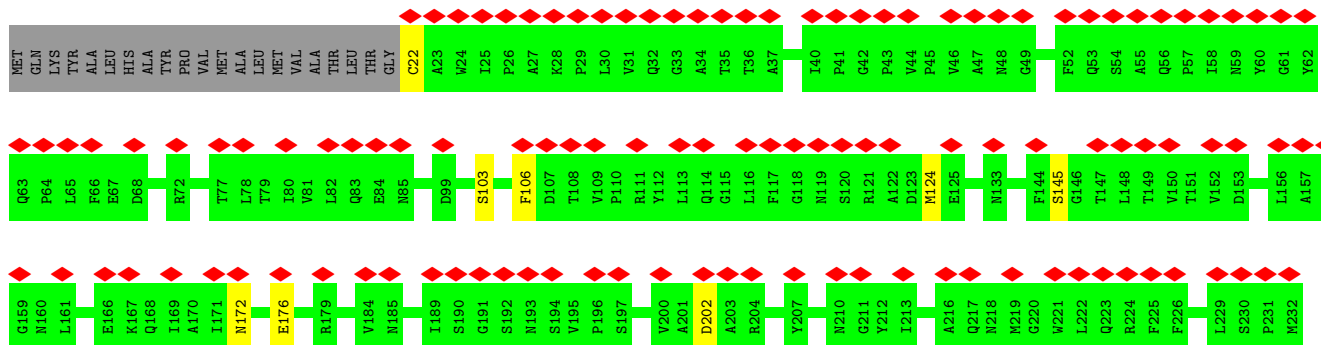 MET GLN LYS TYR ALA LEU HIS ALA TYR PRO VAL MET ALA LEU MET VAL ALA THR LEU THR GLY C22 A23 W24 I25 P26 A27 K28 P29 L30 V31 Q32 G33 A34 T35 T36 A37 I40 P41 G42 P43 V44 P45 V46 A47 N48 G49 F52 Q53 S54 A55 Q56 P57 I58 N59 Y60 G61 Y62
Q63 P64 L65 F66 E67 D68 R72 T77 L78 T79 I80 V81 L82 Q83 E84 N85 D99 S103 F106 D107 T108 V109 P110 R111 Y112 L113 Q114 G115 L116 F117 G118 N119 S120 R121 A122 D123 M124 E125 N133 F144 S145 G146 T147 L148 T149 V150 T151 V152 D153 L156 A157
G159 N160 L161 E166 K167 Q168 I169 A170 I171 N172 E176 R179 V184 N185 I189 S190 G191 S192 N193 S194 V195 P196 S197 V200 A201 D202 A203 R204 Y207 N210 G211 Y212 I213 A216 Q217 N218 M219 G220 W221 L222 Q223 R224 F225 F226 L229 S230 P231 M232